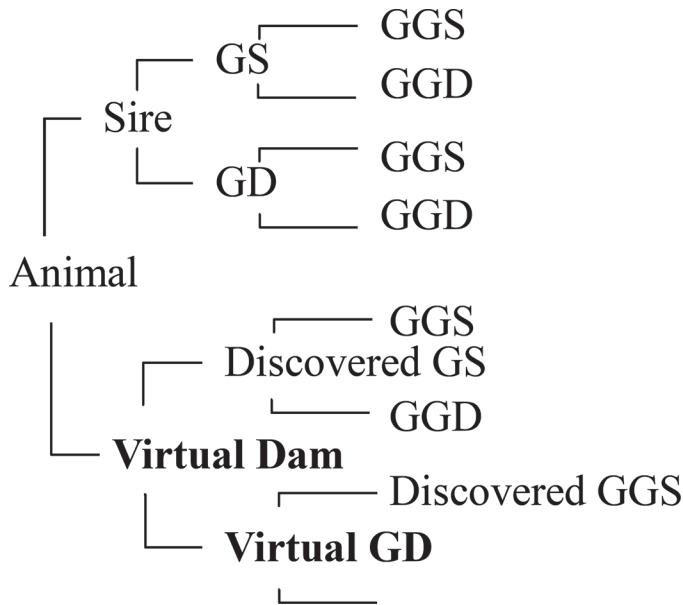 GGS
GS
GGD
Sire
GGS
GD
GGD
Animal
GGS
Discovered GS
GGD
Virtual Dam
Discovered GGS
Virtual GD